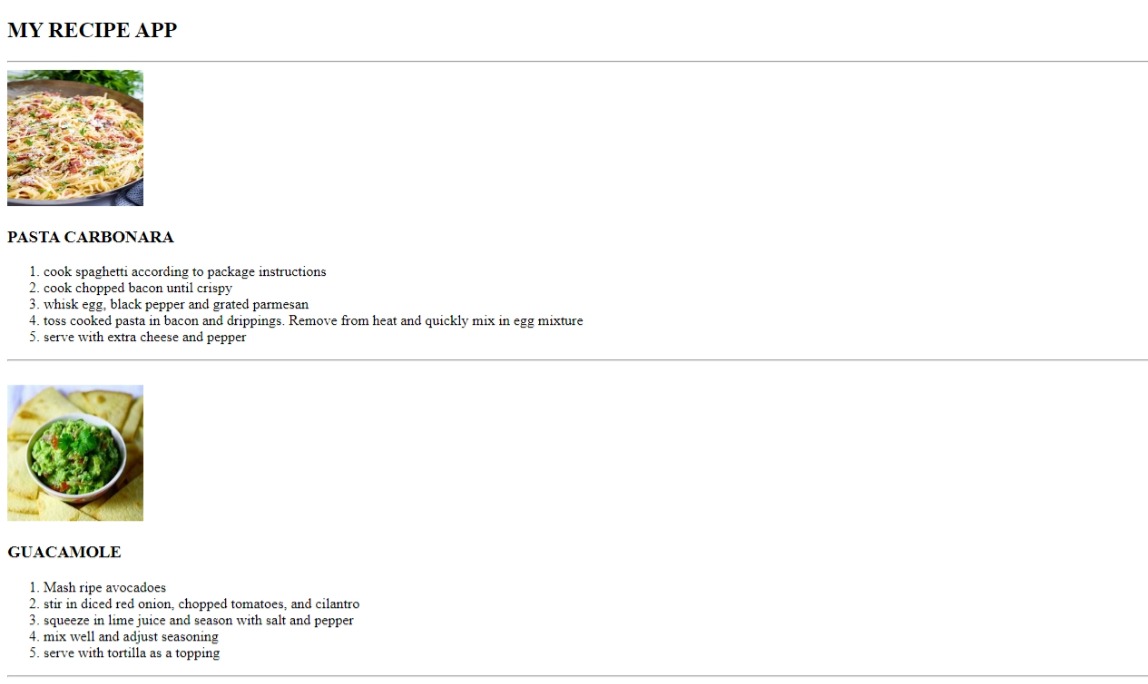 MY RECIPE APP
PASTA CARBONARA
1. cook spaghetti according to package instructions
2. cook chopped bacon until crispy
3. whisk egg, black pepper and grated parmesan
4. toss cooked pasta in bacon and drippings. Remove from heat and quickly mix in egg mixture
5. serve with extra cheese and pepper
GUACAMOLE
1. Mash ripe avocadoes
2. stir in diced red onion, chopped tomatoes, and cilantro
3. squeeze in lime juice and season with salt and pepper
4. mix well and adjust seasoning
5. serve with tortilla as a topping